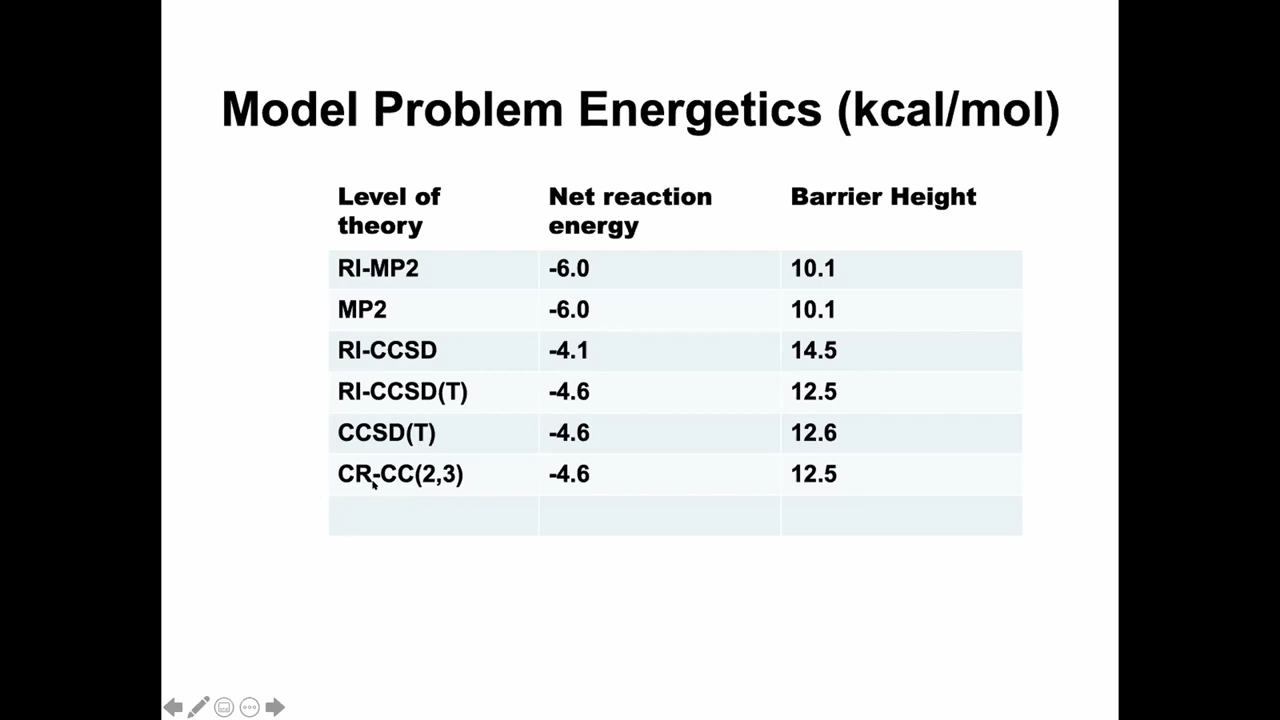 Model Problem Energetics (kcal/mol)
Level of theory Net reaction energy Barrier Height
RI-MP2 -6.0 10.1
MP2 -6.0 10.1
RI-CCSD -4.1 14.5
RI-CCSD(T) -4.6 12.5
CCSD(T) -4.6 12.6
CR-CC(2,3) -4.6 12.5